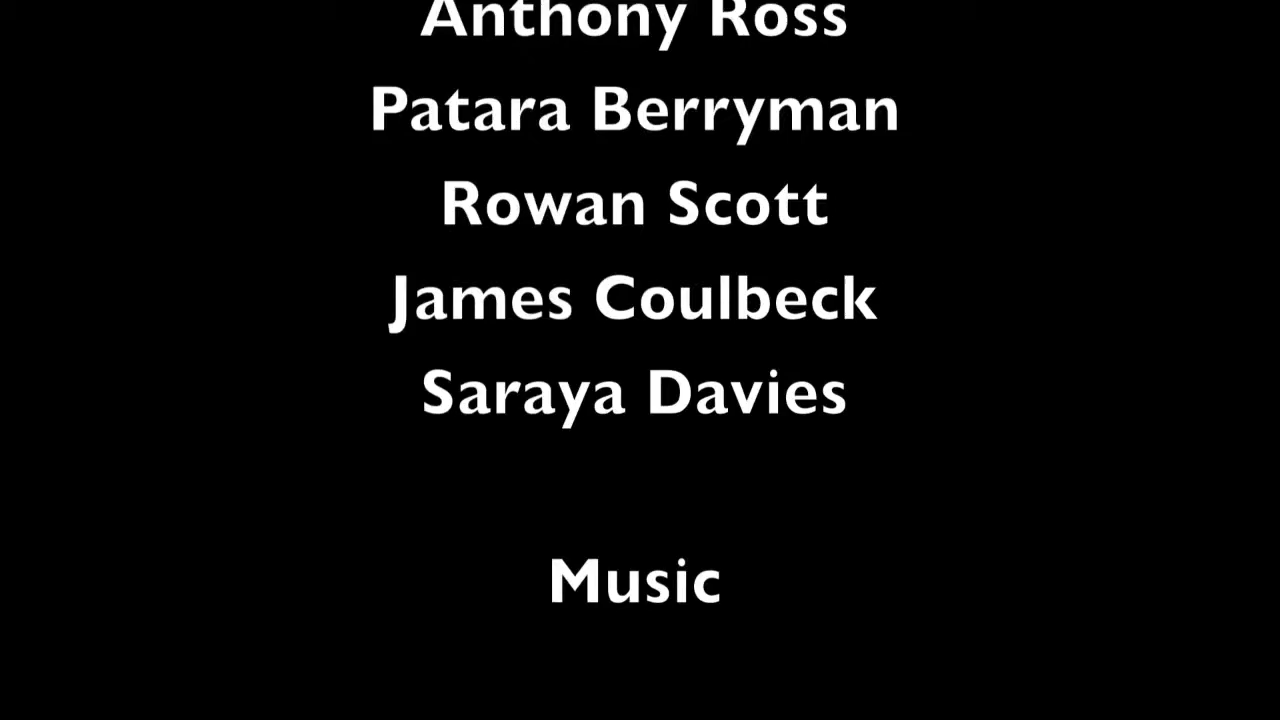 Anthony Ross
Patara Berryman
Rowan Scott
James Coulbeck
Saraya Davies
Music